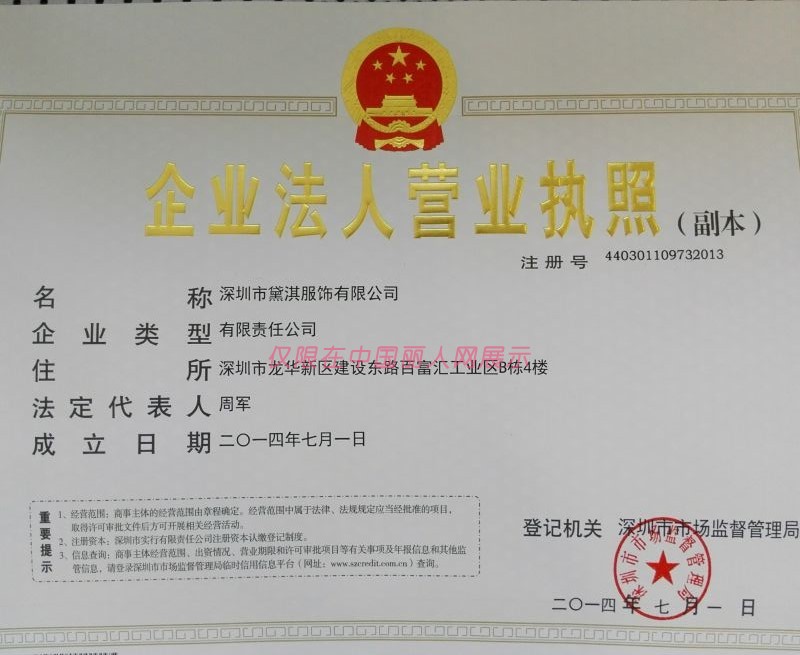 企业法人营业执照(副本)
注册号 440301109732013
名称 深圳市黛淇服饰有限公司
企业类型 有限责任公司
仅限在中国丽人网展示
住所 深圳市龙华新区建设东路百富汇工业区B栋4楼
法定代表人 周军
成立日期 二〇一四年七月一日
重要提示
1、经营范围：商事主体的经营范围由章程确定。经营范围中属于法律、法规规定应当经批准的项目，
取得许可审批文件后方可开展相关经营活动。
2、注册资本：深圳市实行有限责任公司注册资本认缴登记制度。
3、信息查询：商事主体经营范围、出资情况、营业期限和许可审批项目等有关事项及年报信息和其他监
管信息，请登录深圳市市场监督管理局临时信用信息平台（网址：www.szcredit.com.cn）查询。
登记机关 深圳市市场监督管理局
深圳市市场监督管理局
二〇一四年七月一日